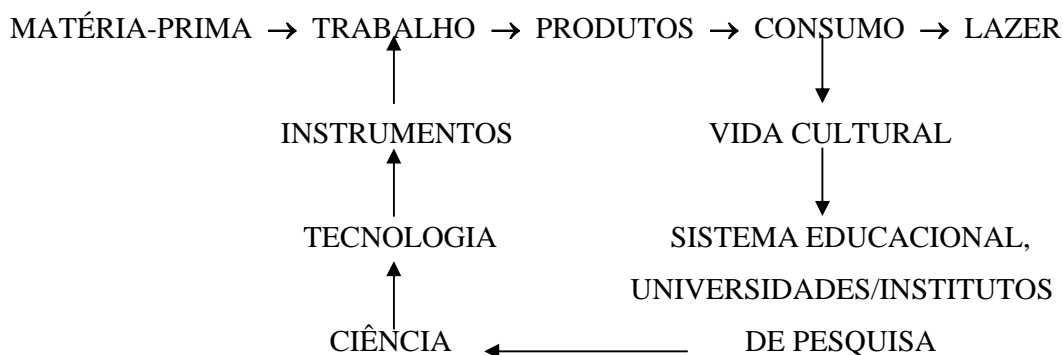 MATÉRIA-PRIMA → TRABALHO → PRODUTOS → CONSUMO → LAZER
INSTRUMENTOS VIDA CULTURAL
TECNOLOGIA SISTEMA EDUCACIONAL,
UNIVERSIDADES/INSTITUTOS
CIÊNCIA DE PESQUISA